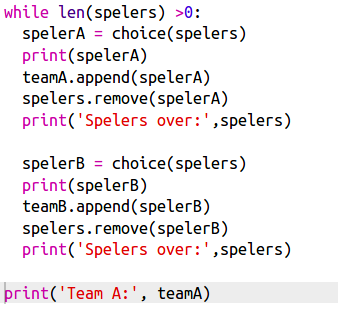 while len(spelers) >0:
  spelerA = choice(spelers)
  print(spelerA)
  teamA.append(spelerA)
  spelers.remove(spelerA)
  print('Spelers over:',spelers)

  spelerB = choice(spelers)
  print(spelerB)
  teamB.append(spelerB)
  spelers.remove(spelerB)
  print('Spelers over:',spelers)

print('Team A:', teamA)